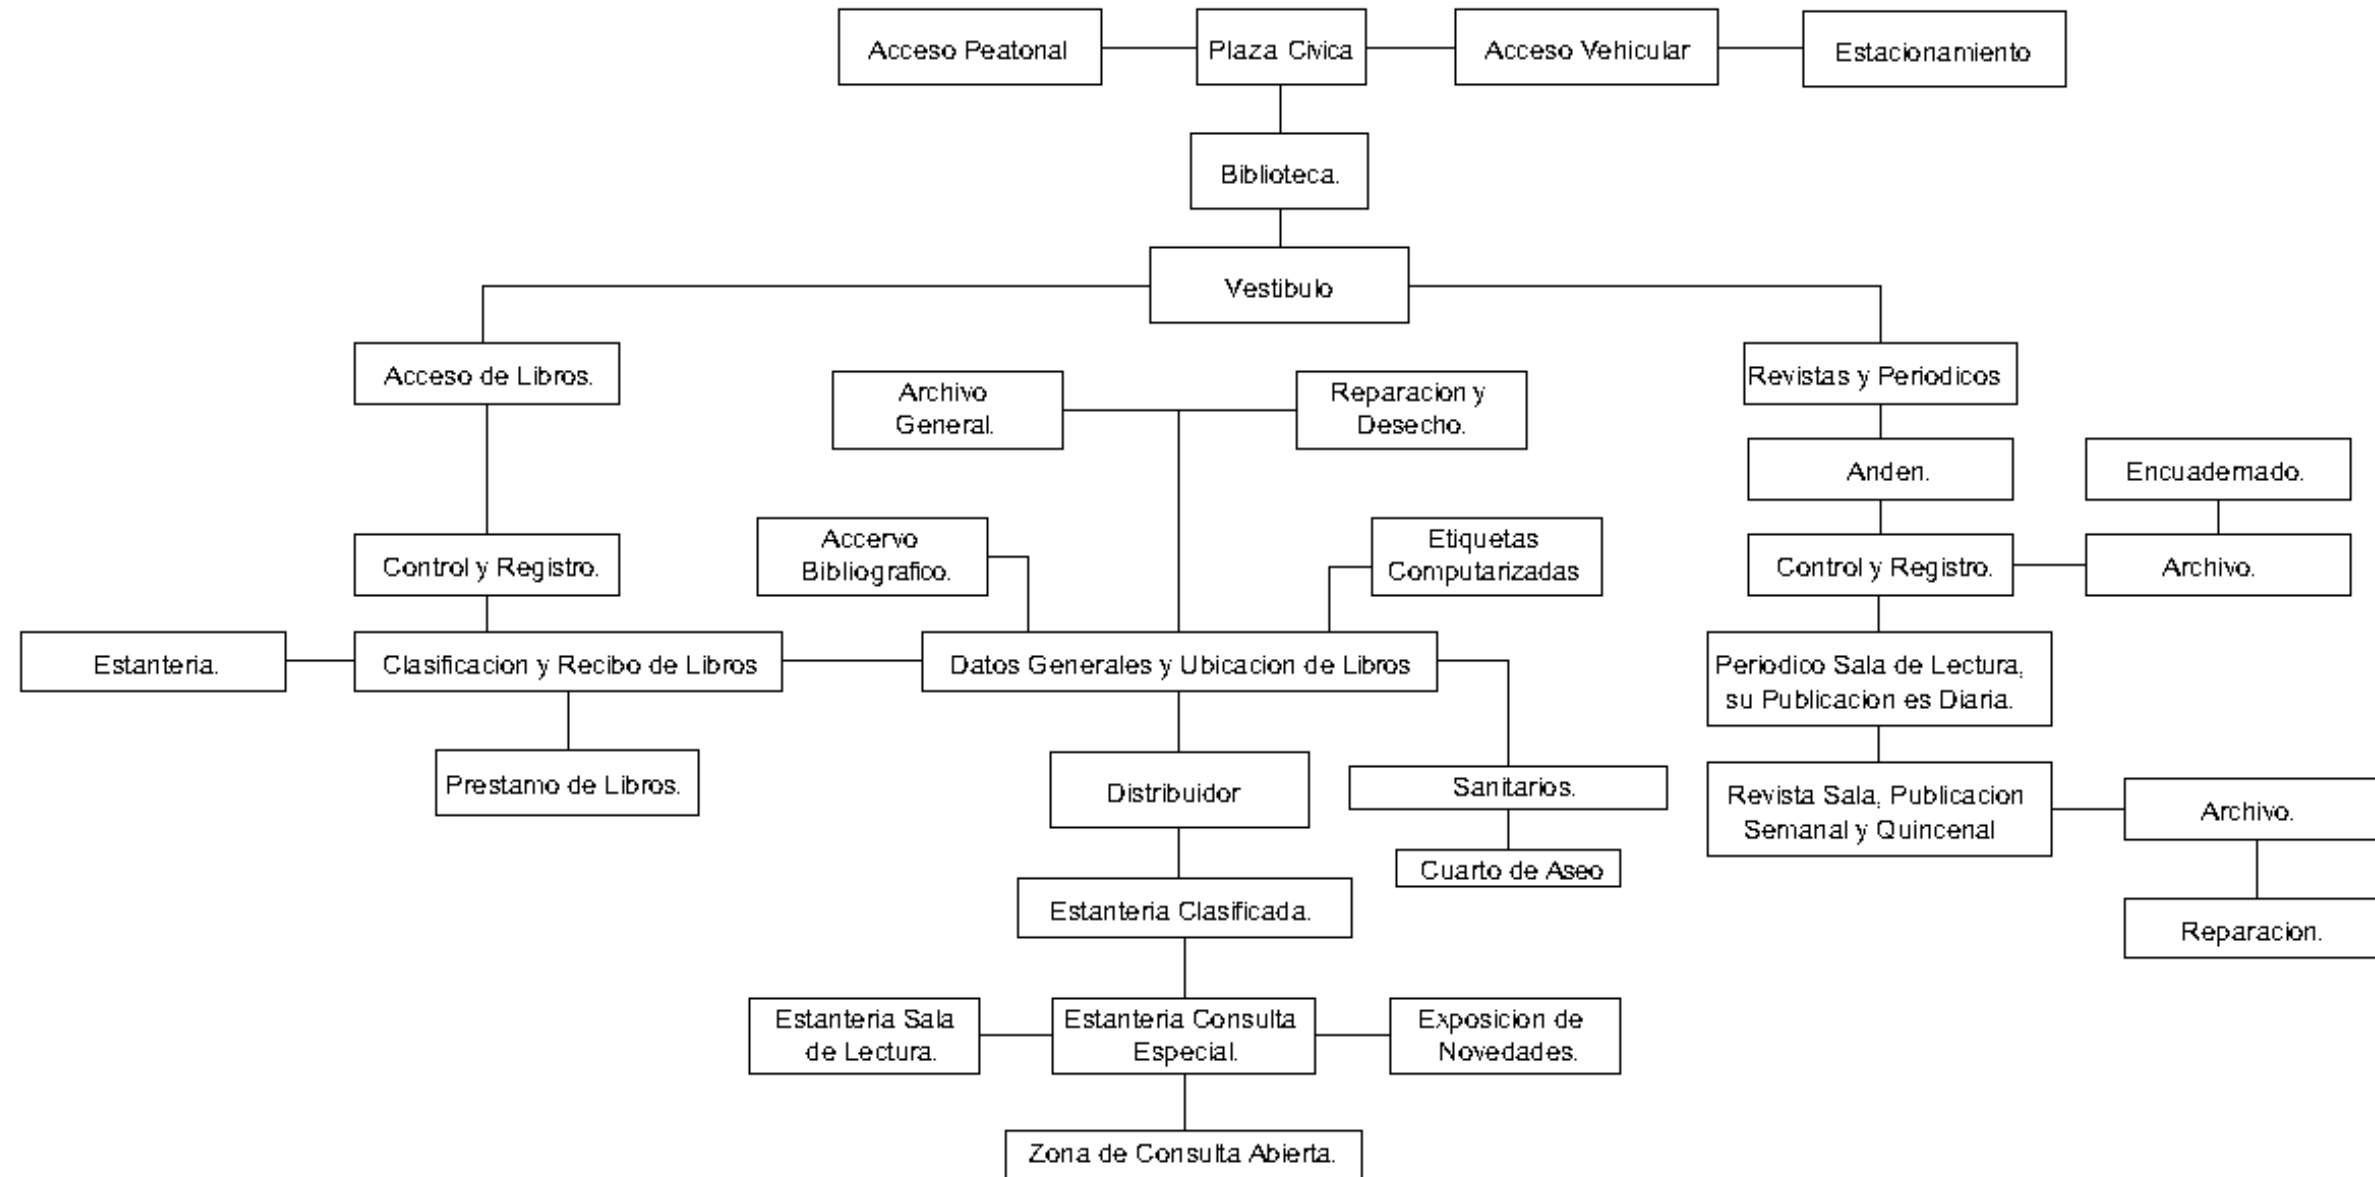 Acceso Peatonal
Plaza Civica
Acceso Vehicular
Estacionamiento
Biblioteca.
Vestibulo
Acceso de Libros.
Archivo
General.
Reparacion y
Desecho.
Revistas y Periodicos
Anden.
Encuadernado.
Accervo
Bibliografico.
Etiquetas
Computarizadas
Control y Registro.
Control y Registro.
Archivo.
Estanteria.
Clasificacion y Recibo de Libros
Datos Generales y Ubicacion de Libros
Periodico Sala de Lectura,
su Publicacion es Diaria.
Prestamo de Libros.
Distribuidor
Sanitarios.
Revista Sala, Publicacion
Semanal y Quincenal
Archivo.
Cuarto de Aseo
Estanteria Clasificada.
Reparacion.
Estanteria Sala
de Lectura.
Estanteria Consulta
Especial.
Exposicion de
Novedades.
Zona de Consulta Abierta.